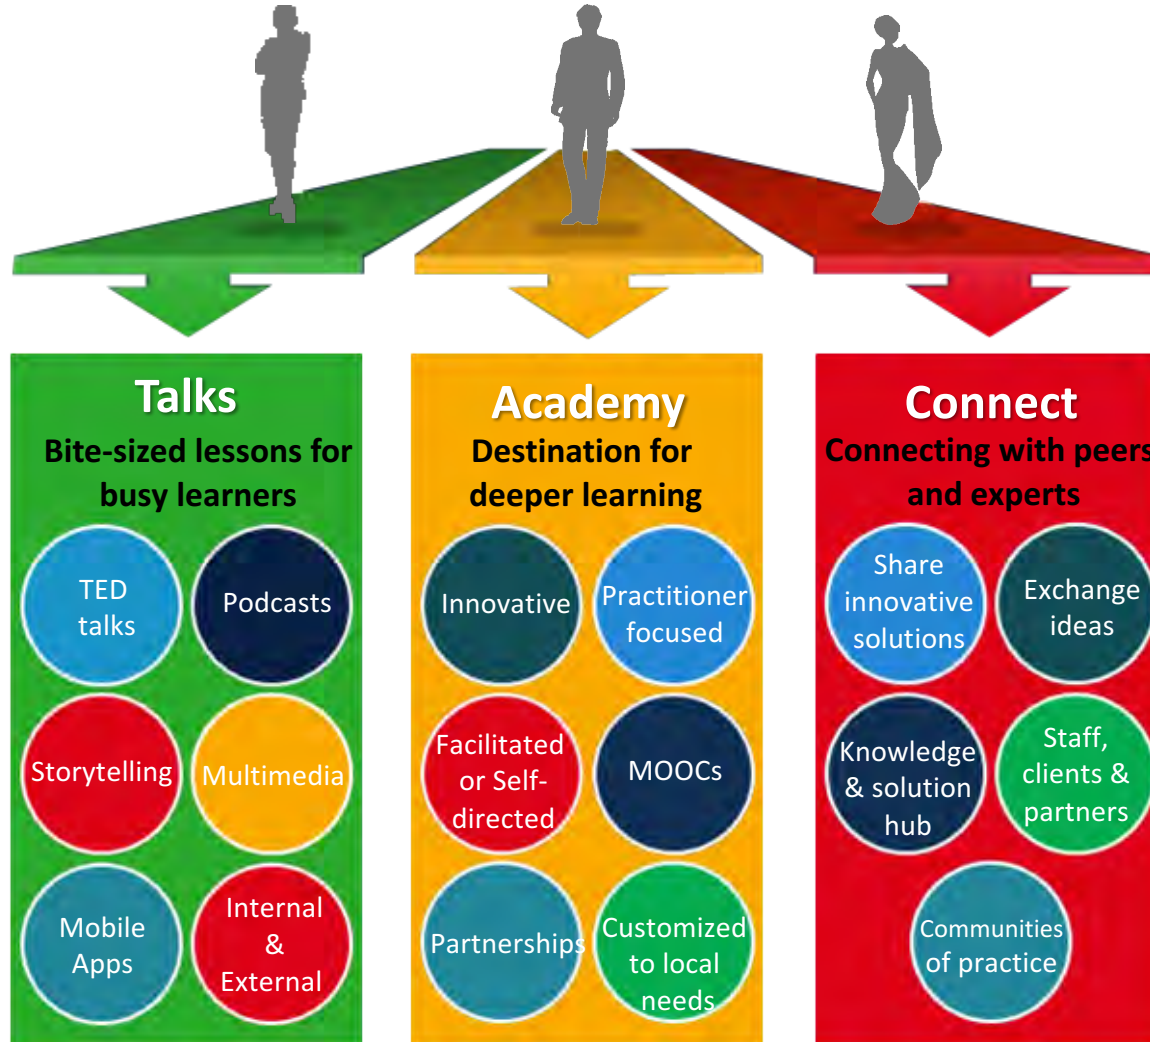 Talks
Bite-sized lessons for
busy learners
TED
talks
Podcasts
Storytelling
Multimedia
Mobile
Apps
Internal
&
External
Academy
Destination for
deeper learning
Innovative
Practitioner
focused
Facilitated
or Self-
directed
MOOCs
Partnerships
Customized
to local
needs
Connect
Connecting with peers
and experts
Share
innovative
solutions
Exchange
ideas
Knowledge
& solution
hub
Staff,
clients &
partners
Communities
of practice